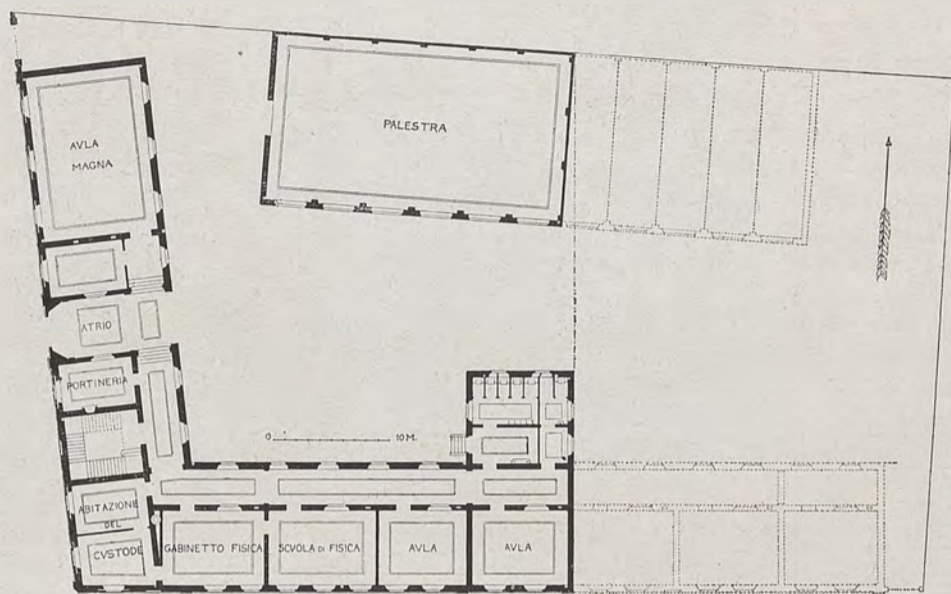 AVLA
MAGNA
PALESTRA
ATRIO
PORTINERIA
0 10 M.
ABITAZIONE
DEL
CVSTODE
GABINETTO FISICA
SCVOLA DI FISICA
AVLA
AVLA